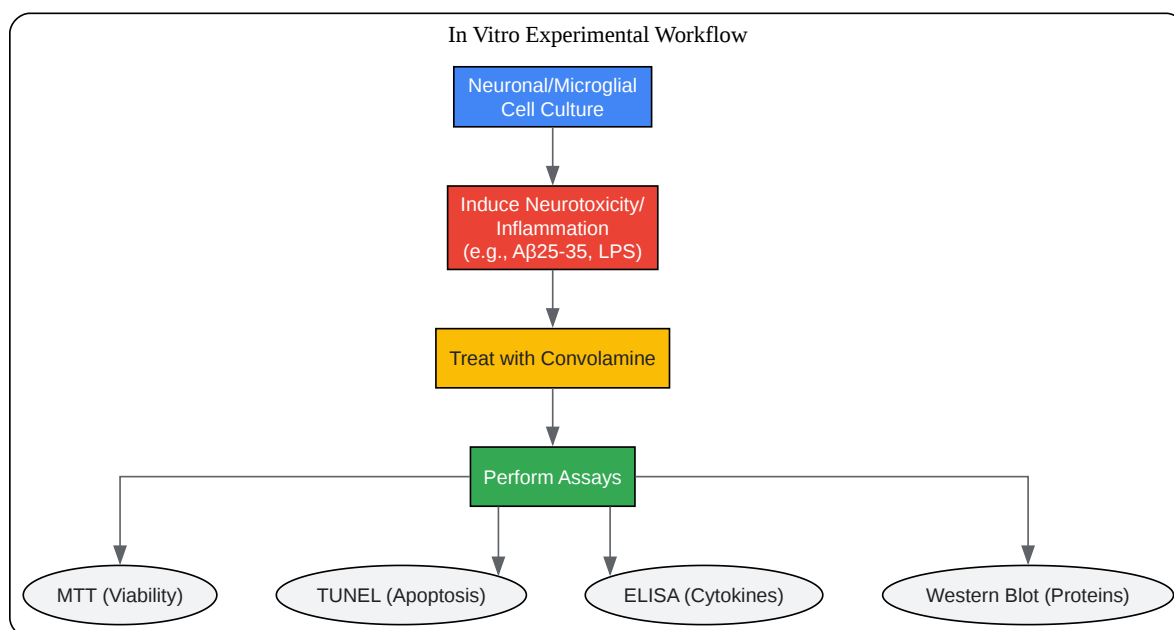 In Vitro Experimental Workflow
Neuronal/Microglial
Cell Culture
Induce Neurotoxicity/
Inflammation
(e.g., Aβ25-35, LPS)
Treat with Convolamine
Perform Assays
MTT (Viability)
TUNEL (Apoptosis)
ELISA (Cytokines)
Western Blot (Proteins)